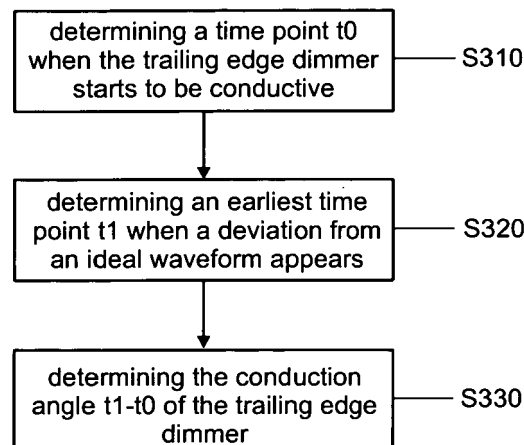 determining a time point t0
when the trailing edge dimmer
starts to be conductive
S310
determining an earliest time
point t1 when a deviation from
an ideal waveform appears
S320
determining the conduction
angle t1-t0 of the trailing edge
dimmer
S330